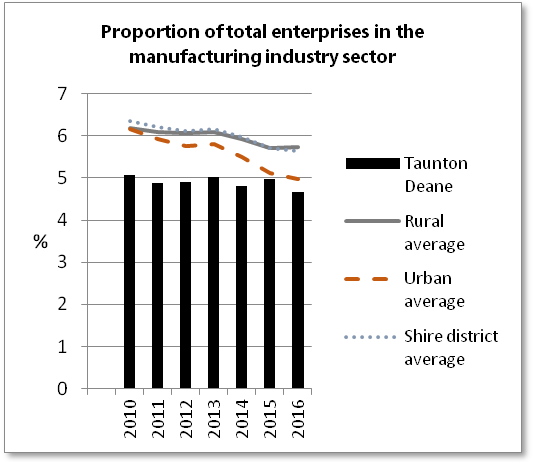 Proportion of total enterprises in the
manufacturing industry sector
7
6
5
4
3
2
1
0
%
2010
2011
2012
2013
2014
2015
2016
Taunton
Deane
Rural
average
Urban
average
Shire district
average